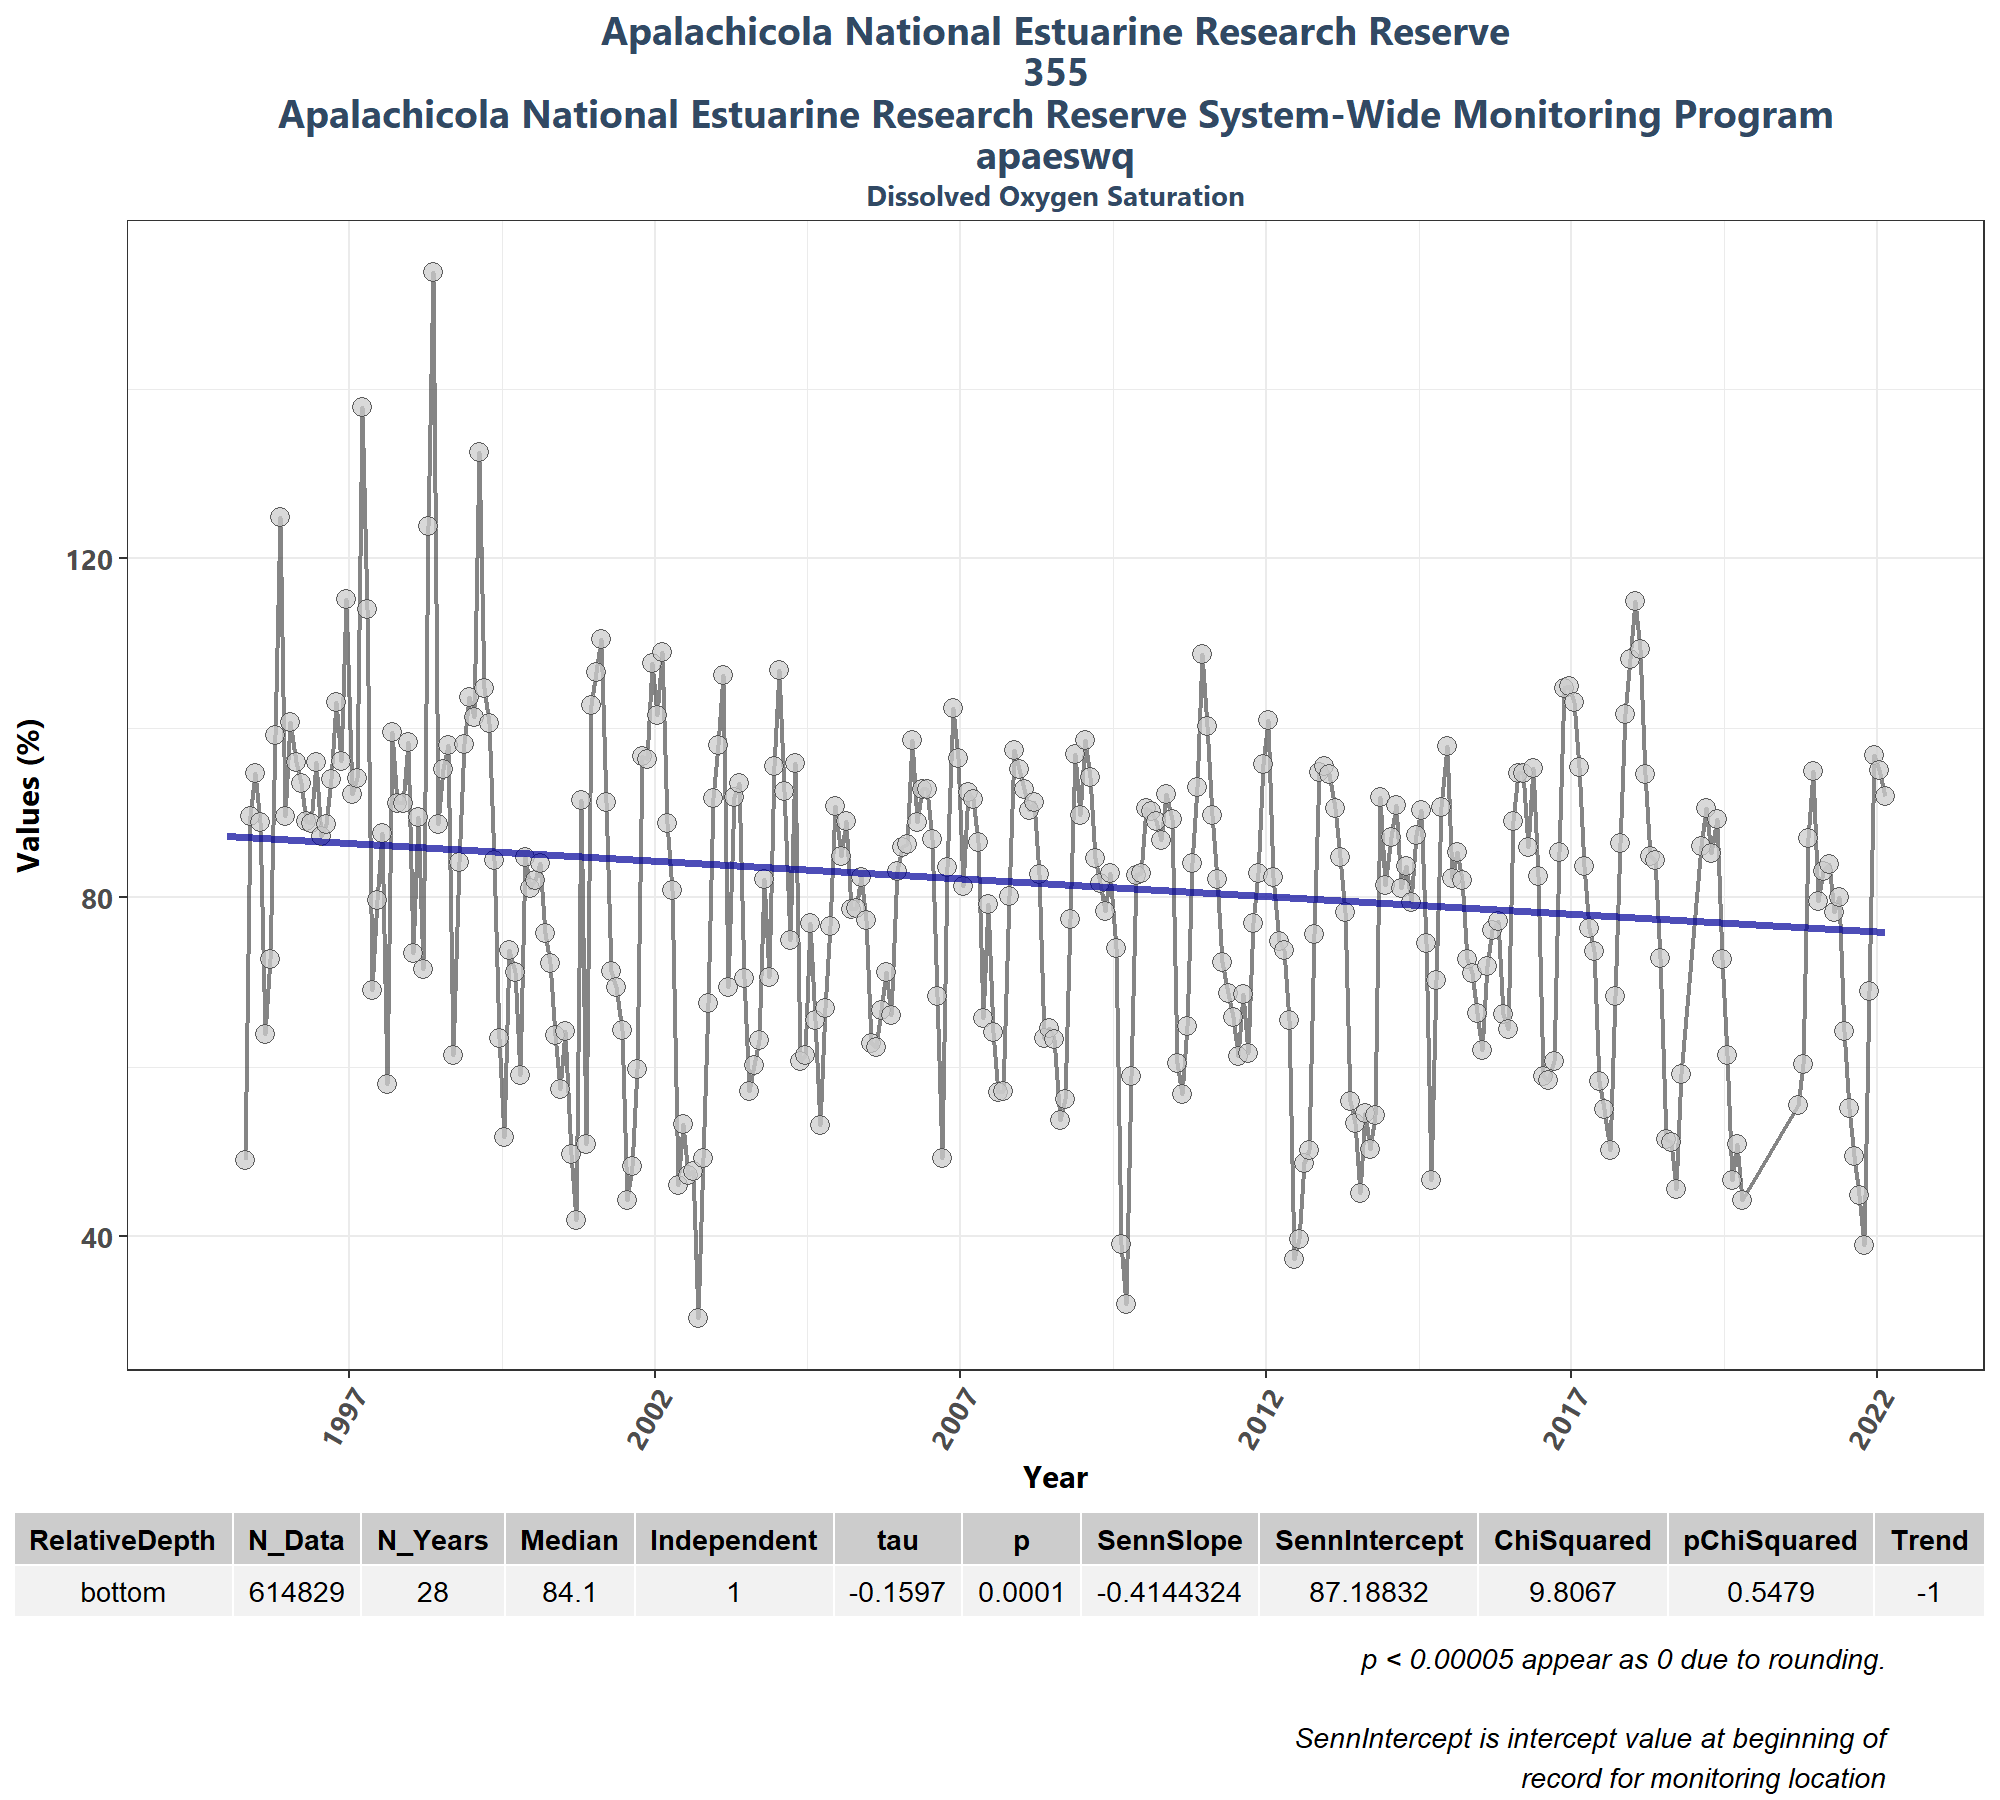 Apalachicola National Estuarine Research Reserve
355
Apalachicola National Estuarine Research Reserve System-Wide Monitoring Program
apaeswq
Dissolved Oxygen Saturation
Values (%)
120
80
40
1997
2002
2007
2012
2017
2022
Year
RelativeDepth N_Data N_Years Median Independent tau p SennSlope SennIntercept ChiSquared pChiSquared Trend
bottom 614829 28 84.1 1 -0.1597 0.0001 -0.4144324 87.18832 9.8067 0.5479 -1
p < 0.00005 appear as 0 due to rounding.
SennIntercept is intercept value at beginning of
record for monitoring location